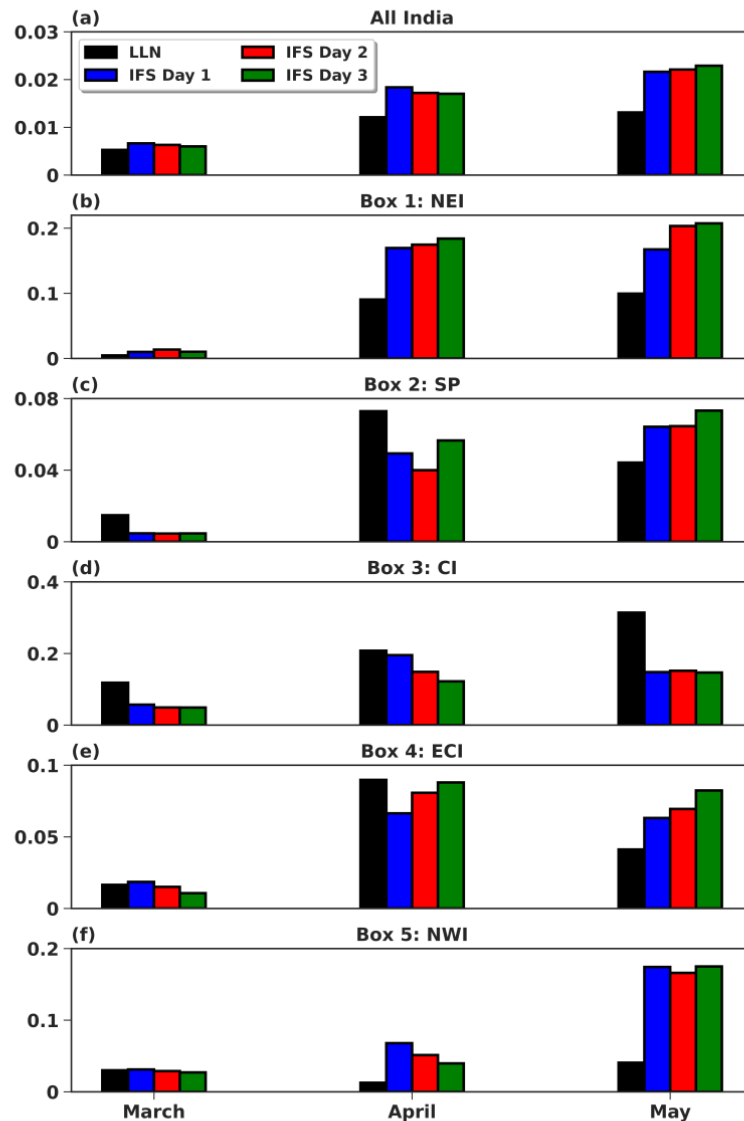 (a) All India
0.03
LLN IFS Day 2
IFS Day 1 IFS Day 3
0.02
0.01
0
(b) Box 1: NEI
0.2
0.1
0
(c) Box 2: SP
0.08
0.04
0
(d) Box 3: CI
0.4
0.2
0
(e) Box 4: ECI
0.1
0.05
0
(f) Box 5: NWI
0.2
0.1
0
March April May